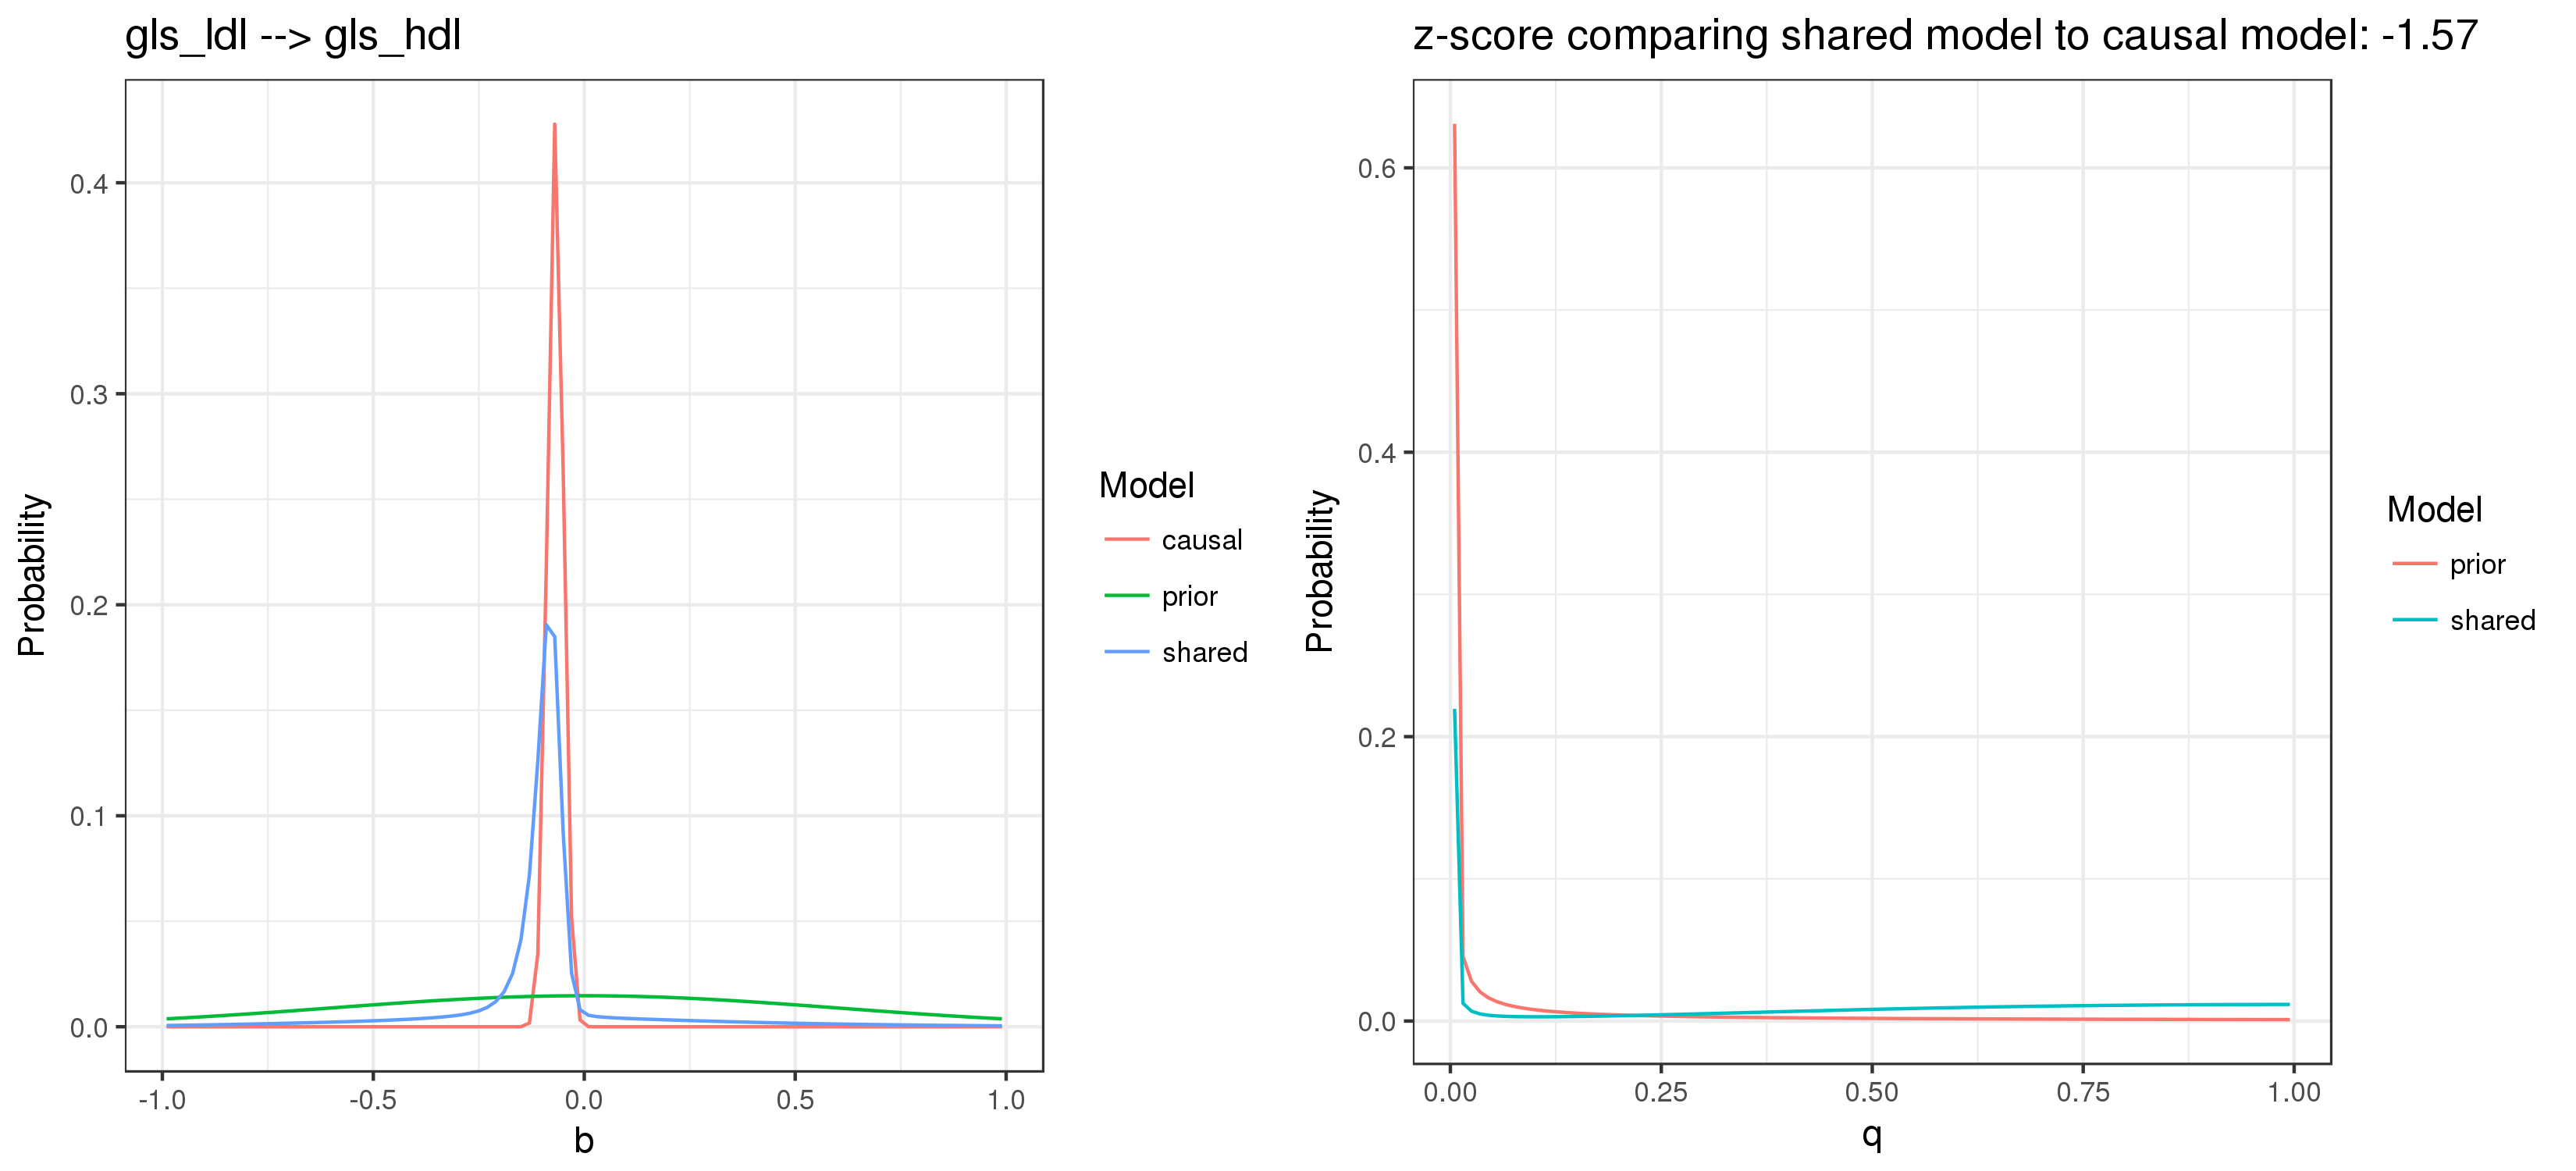 gls_ldl --> gls_hdl
Probability
0.4
0.3
0.2
0.1
0.0
-1.0 -0.5 0.0 0.5 1.0
b
Model
causal
prior
shared
z-score comparing shared model to causal model: -1.57
Probability
0.6
0.4
0.2
0.0
0.00 0.25 0.50 0.75 1.00
q
Model
prior
shared